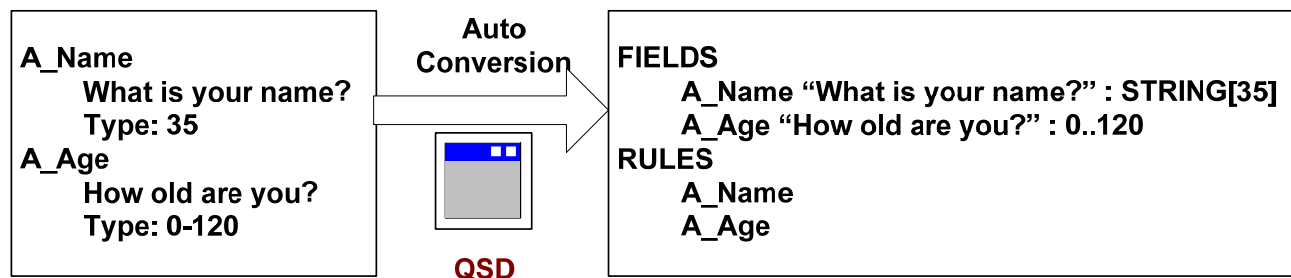 A_Name
What is your name?
Type: 35
A_Age
How old are you?
Type: 0-120
Auto
Conversion
QSD
FIELDS
A_Name “What is your name?” : STRING[35]
A_Age “How old are you?” : 0..120
RULES
A_Name
A_Age